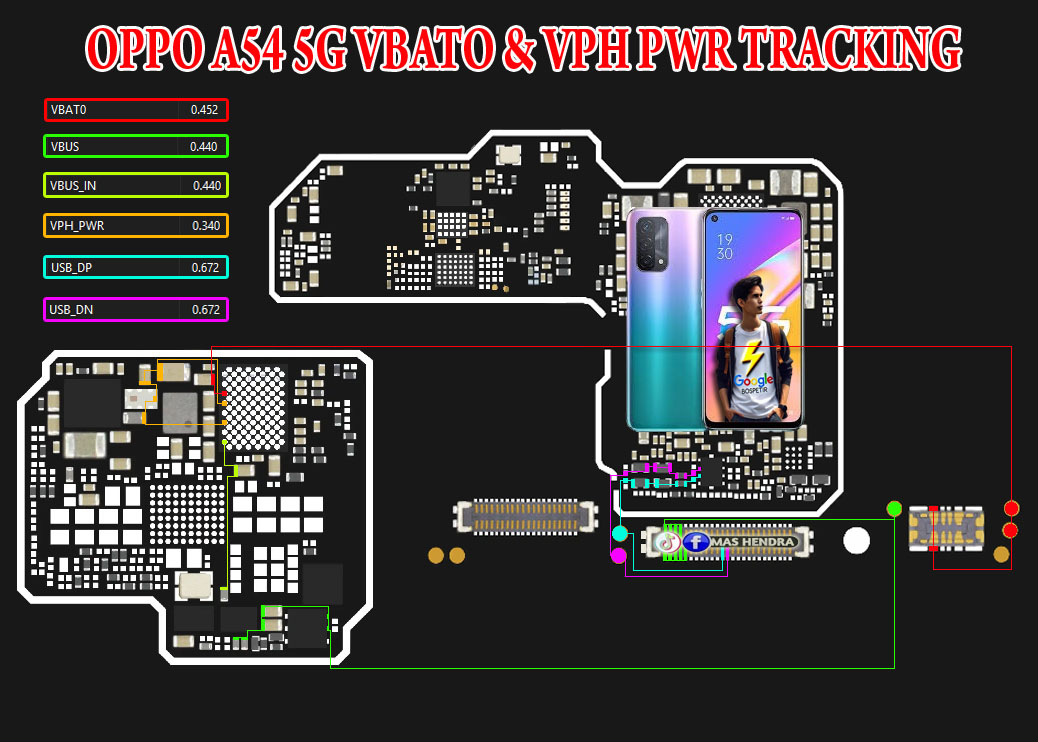 OPPO A54 5G VBATO & VPH PWR TRACKING
VBAT0 0.452
VBUS 0.440
VBUS_IN 0.440
VPH_PWR 0.340
USB_DP 0.672
USB_DN 0.672
19
30
5G
Google
BOSPETIR
MAS HENDRA